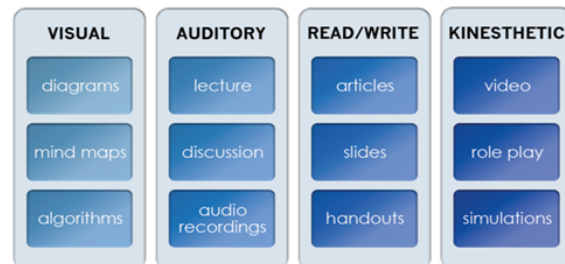 VISUAL
diagrams
mind maps
algorithms
AUDITORY
lecture
discussion
audio
recordings
READ/WRITE
articles
slides
handouts
KINESTHETIC
video
role play
simulations